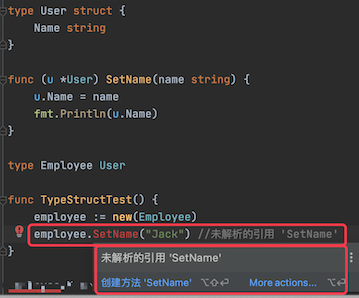 type User struct {
Name string
}
func (u *User) SetName(name string) {
u.Name = name
fmt.Println(u.Name)
}
type Employee User
func TypeStructTest() {
employee := new(Employee)
employee.SetName("Jack") //未解析的引用 'SetName'
}
未解析的引用 'SetName'
创建方法 'SetName' ⌥⇧⏎ More actions... ⌥⏎